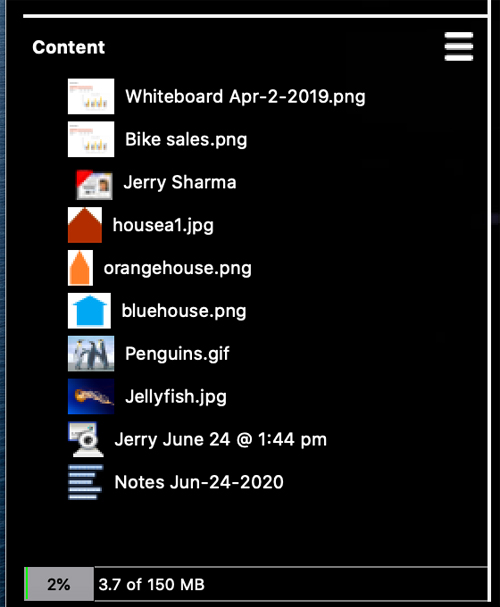 Content
Whiteboard Apr-2-2019.png
Bike sales.png
Jerry Sharma
housea1.jpg
orangehouse.png
bluehouse.png
Penguins.gif
Jellyfish.jpg
Jerry June 24 @ 1:44 pm
Notes Jun-24-2020
2% 3.7 of 150 MB